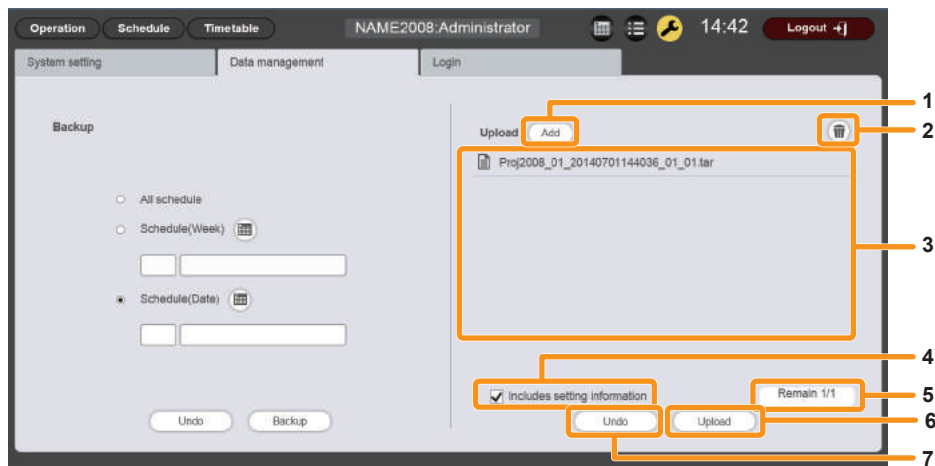 Operation Schedule Timetable NAME2008:Administrator 14:42 Logout
System setting Data management Login
Backup
All schedule
Schedule(Week)
Schedule(Date)
Undo Backup
Upload Add
Proj2008_01_20140701144036_01_01.tar
Includes setting information Remain 1/1
Undo Upload
1
2
3
4
5
6
7